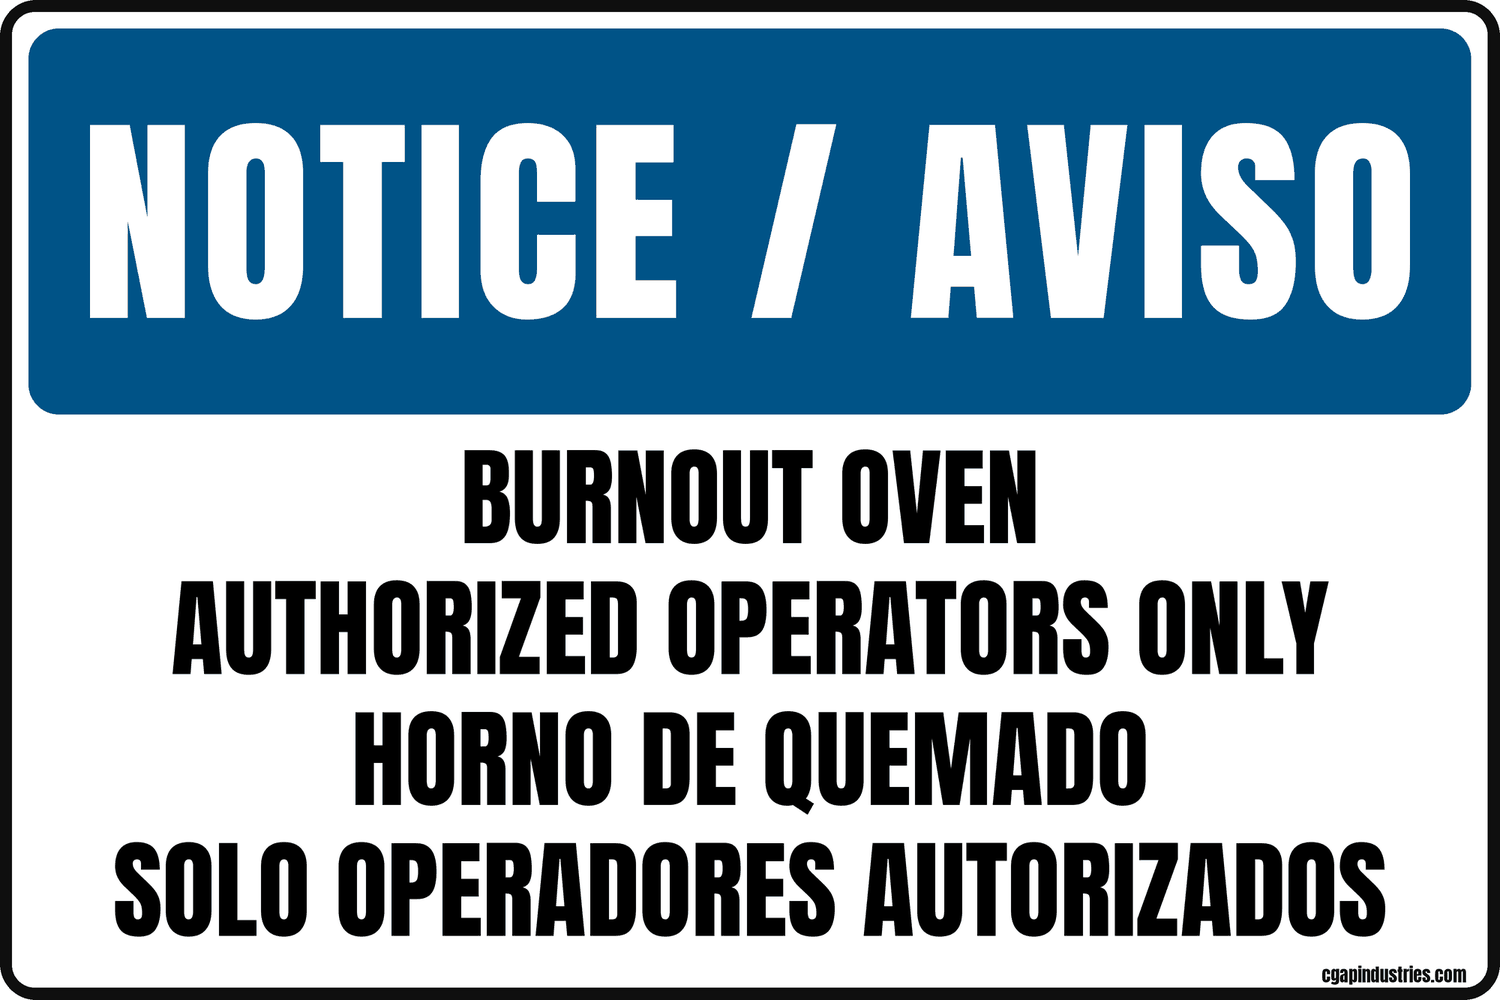 NOTICE / AVISO
BURNOUT OVEN
AUTHORIZED OPERATORS ONLY
HORNO DE QUEMADO
SOLO OPERADORES AUTORIZADOS
cgapindustries.com